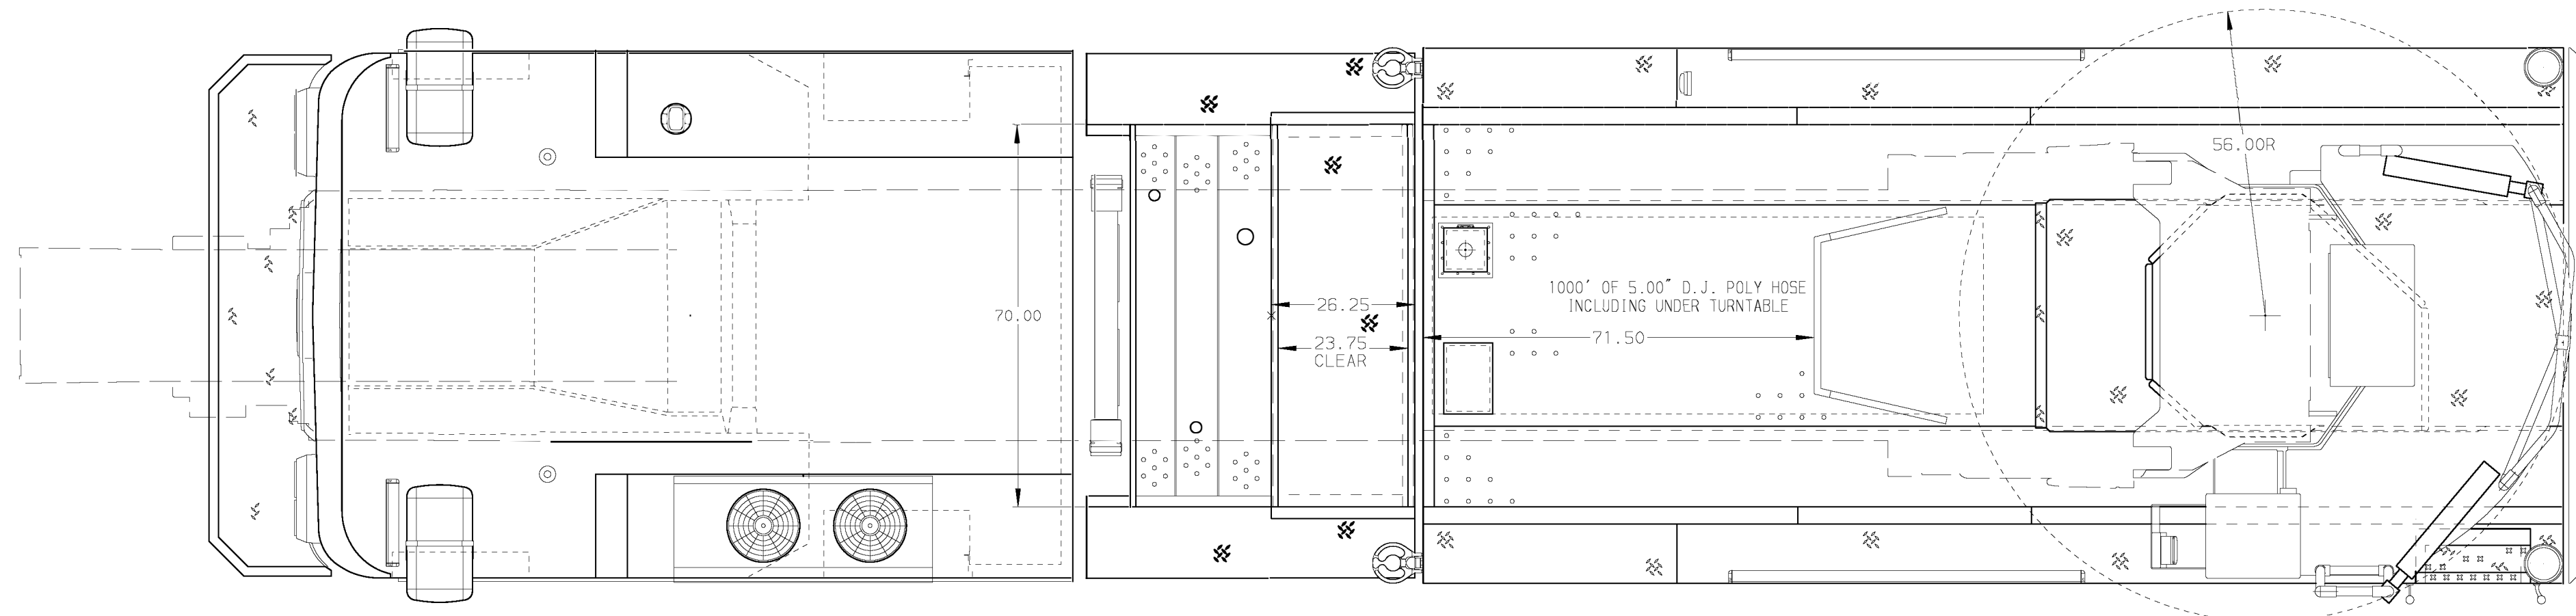 56.00R
1000' OF 5.00" D.J. POLY HOSE
INCLUDING UNDER TURNTABLE
70.00
26.25
23.75
CLEAR
71.50